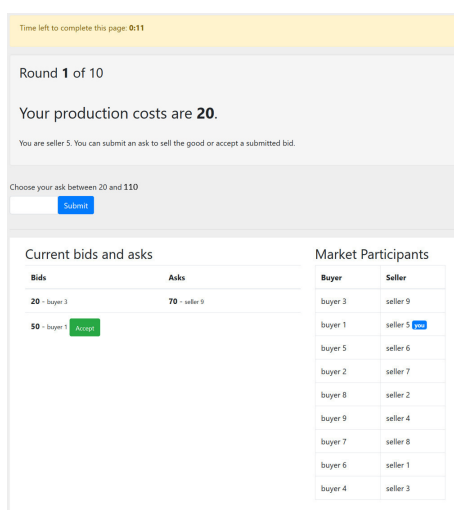 Time left to complete this page: 0:11
Round 1 of 10
Your production costs are 20.
You are seller 5. You can submit an ask to sell the good or accept a submitted bid.
Choose your ask between 20 and 110
Submit
Current bids and asks
Bids Asks
20 - buyer 3 70 - seller 9
50 - buyer 1 Accept
Market Participants
Buyer Seller
buyer 3 seller 9
buyer 1 seller 5 you
buyer 5 seller 6
buyer 2 seller 7
buyer 8 seller 2
buyer 9 seller 4
buyer 7 seller 8
buyer 6 seller 1
buyer 4 seller 3